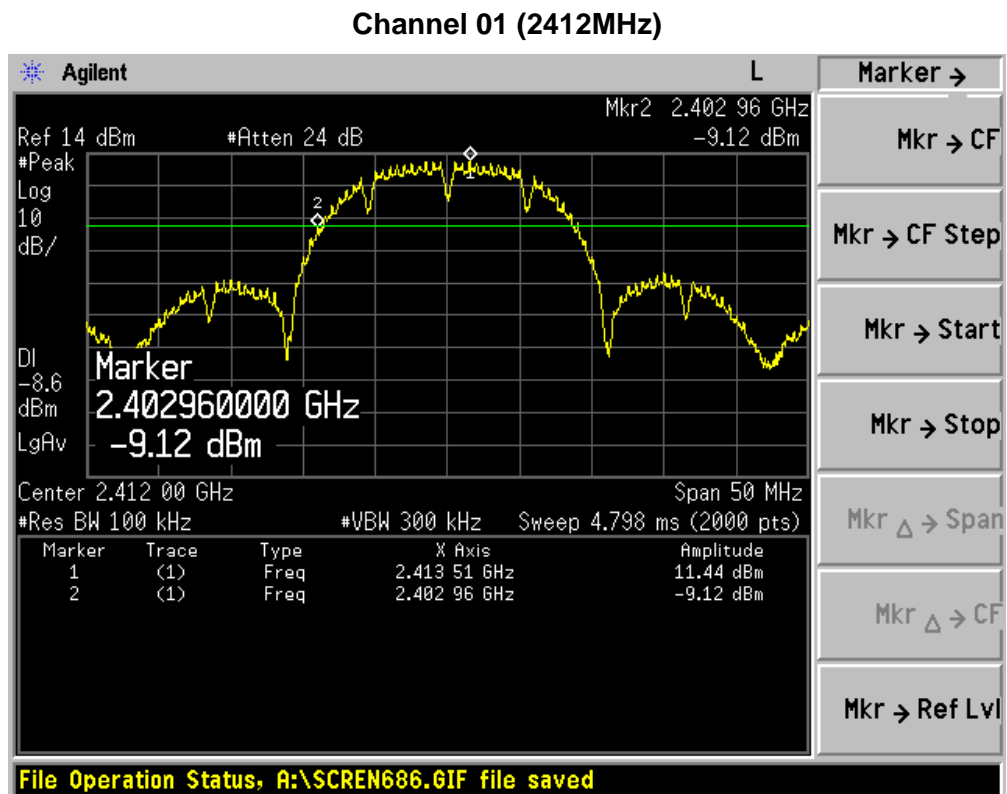 Channel 01 (2412MHz)
Agilent L Marker →
Mkr2 2.402 96 GHz
Ref 14 dBm #Atten 24 dB -9.12 dBm
#Peak
Log
10
dB/
1
2
DI
-8.6
dBm
LgAv
Marker
2.402960000 GHz
-9.12 dBm
Center 2.412 00 GHz Span 50 MHz
#Res BW 100 kHz #VBW 300 kHz Sweep 4.798 ms (2000 pts)
Marker Trace Type X Axis Amplitude
1 (1) Freq 2.413 51 GHz 11.44 dBm
2 (1) Freq 2.402 96 GHz -9.12 dBm
Mkr → CF
Mkr → CF Step
Mkr → Start
Mkr → Stop
Mkr Δ → Span
Mkr Δ → CF
Mkr → Ref Lvl
File Operation Status, A:\SCREN686.GIF file saved